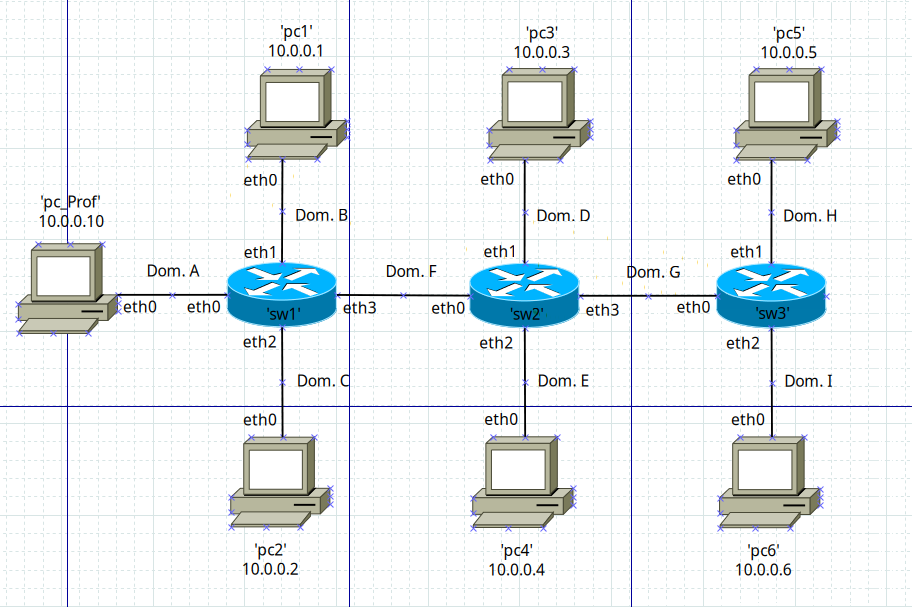 'pc1'
10.0.0.1
'pc3'
10.0.0.3
'pc5'
10.0.0.5
eth0
eth0
eth0
'pc_Prof'
10.0.0.10
Dom. B
Dom. D
Dom. H
eth1
eth1
eth1
Dom. A
Dom. F
Dom. G
eth0
eth0
'sw1'
eth3
eth0
'sw2'
eth3
eth0
'sw3'
eth2
eth2
eth2
Dom. C
Dom. E
Dom. I
eth0
eth0
eth0
'pc2'
10.0.0.2
'pc4'
10.0.0.4
'pc6'
10.0.0.6